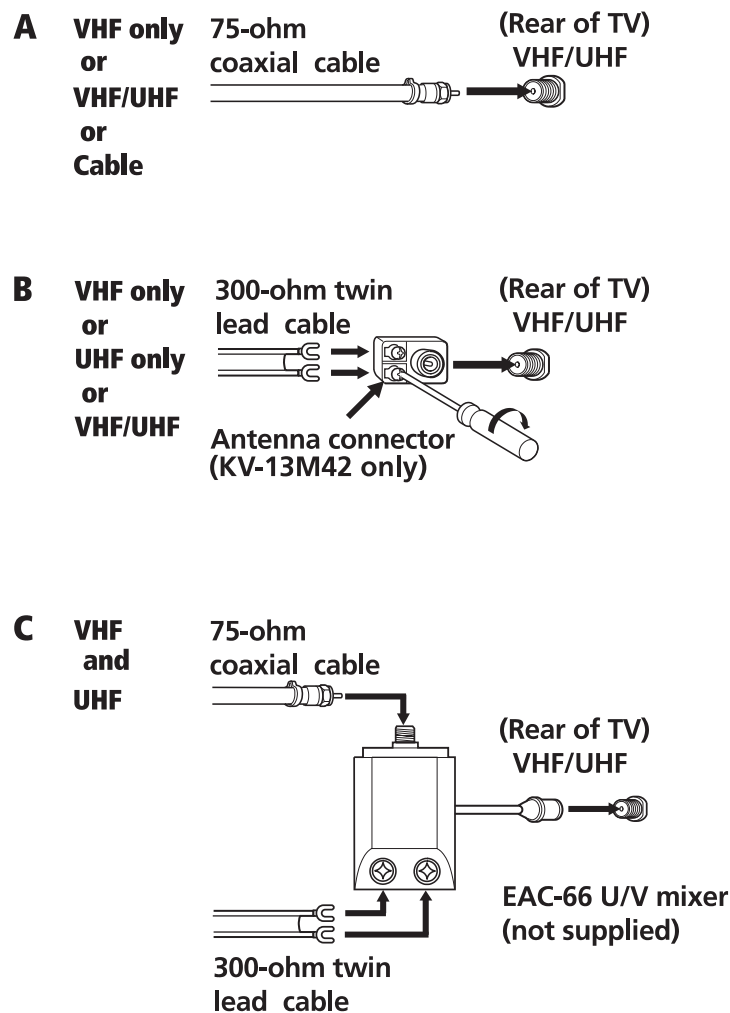 A VHF only 75-ohm (Rear of TV)
or coaxial cable VHF/UHF
VHF/UHF
or
Cable
B VHF only 300-ohm twin (Rear of TV)
or lead cable VHF/UHF
UHF only
or
VHF/UHF Antenna connector
(KV-13M42 only)
C VHF 75-ohm
and coaxial cable
UHF
(Rear of TV)
VHF/UHF
EAC-66 U/V mixer
(not supplied)
300-ohm twin
lead cable